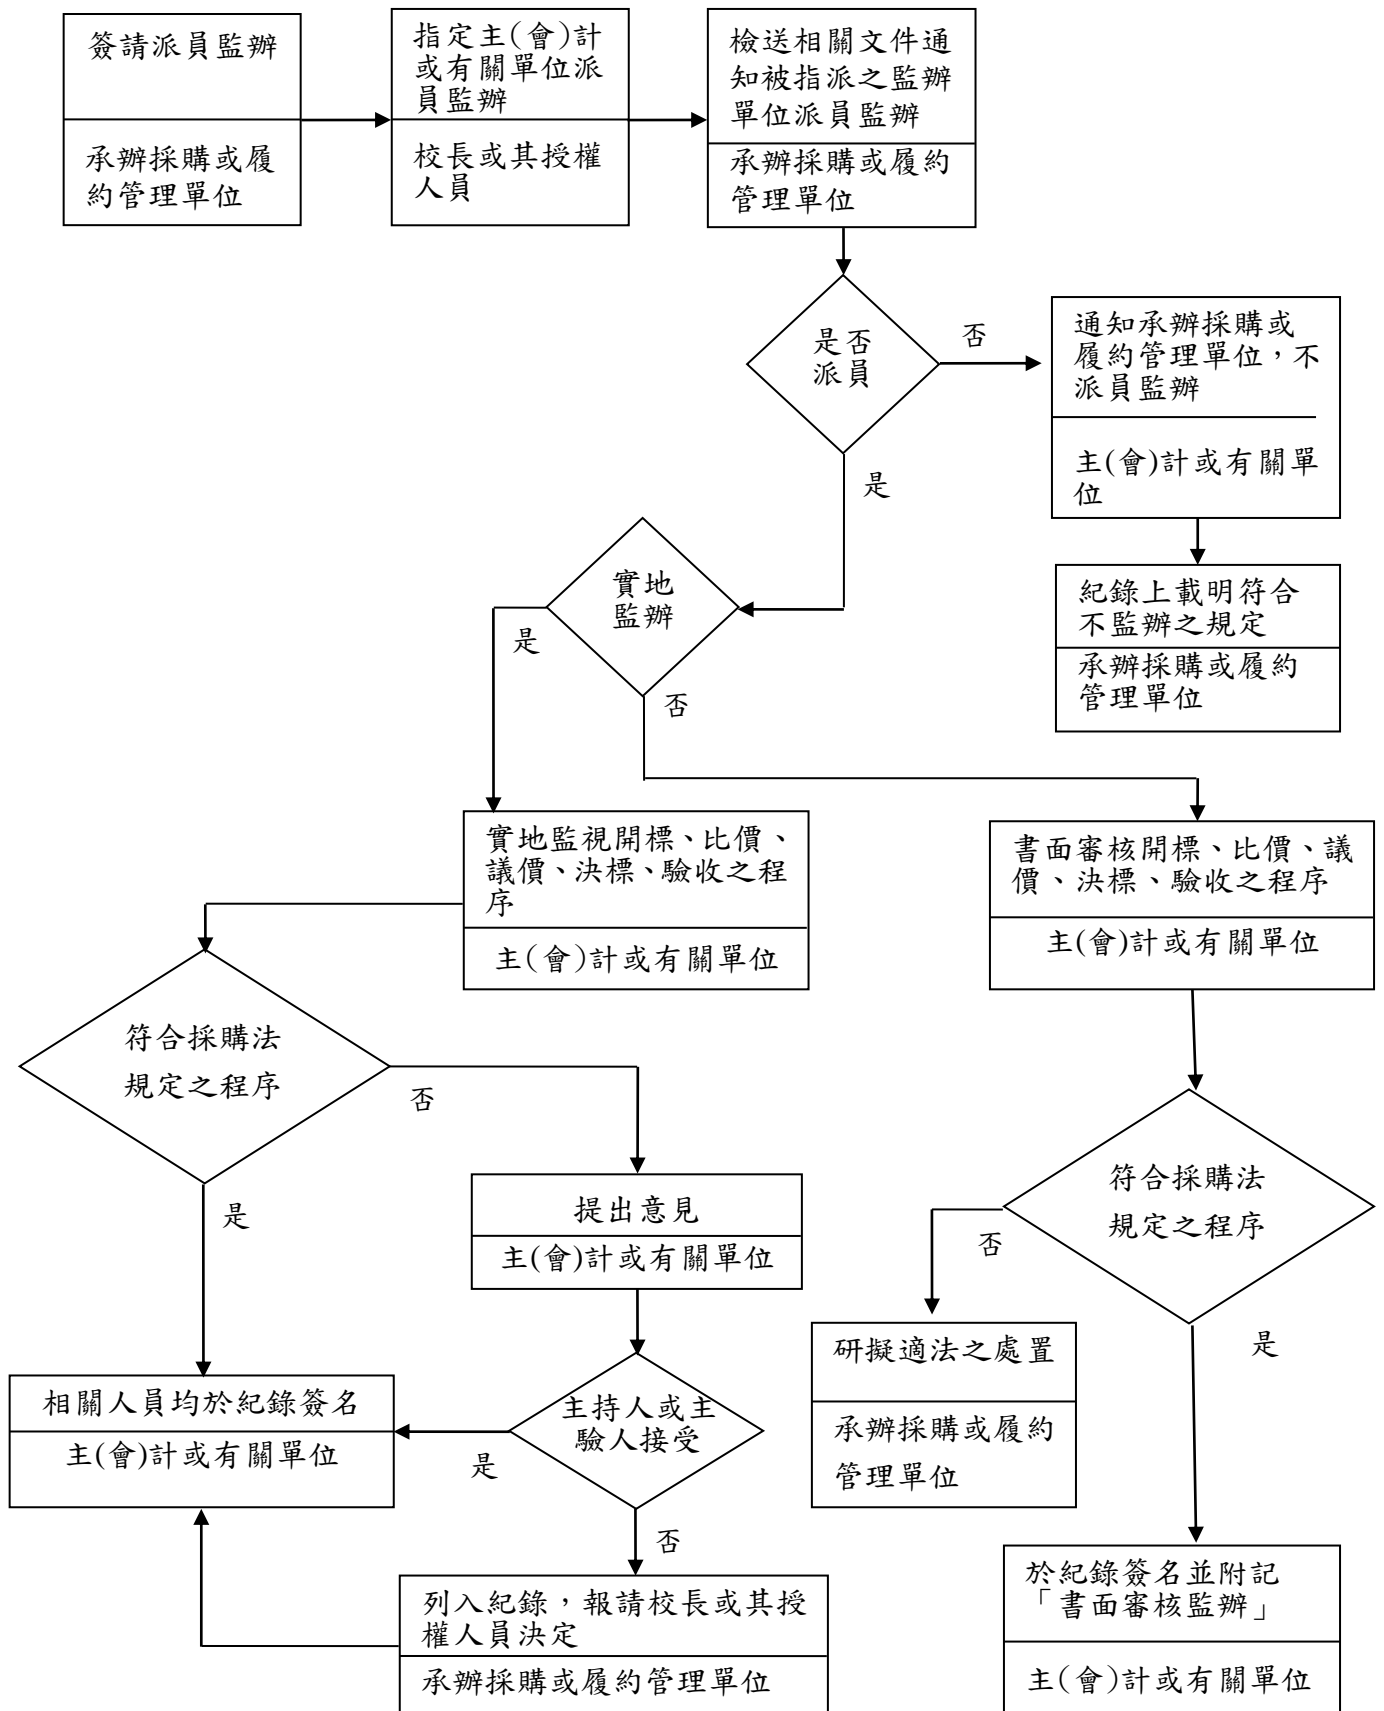 簽請派員監辦
承辦採購或履
約管理單位
指定主(會)計
或有關單位派
員監辦
校長或其授權
人員
檢送相關文件通
知被指派之監辦
單位派員監辦
承辦採購或履約
管理單位
是否
派員
否
是
通知承辦採購或
履約管理單位，不
派員監辦
主(會)計或有關單
位
紀錄上載明符合
不監辦之規定
承辦採購或履約
管理單位
實地
監辦
是
否
實地監視開標、比價、
議價、決標、驗收之程
序
主(會)計或有關單位
書面審核開標、比價、議
價、決標、驗收之程序
主(會)計或有關單位
符合採購法
規定之程序
否
是
提出意見
主(會)計或有關單位
符合採購法
規定之程序
否
是
研擬適法之處置
承辦採購或履約
管理單位
主持人或主
驗人接受
是
否
相關人員均於紀錄簽名
主(會)計或有關單位
列入紀錄，報請校長或其授
權人員決定
承辦採購或履約管理單位
於紀錄簽名並附記
「書面審核監辦」
主(會)計或有關單位